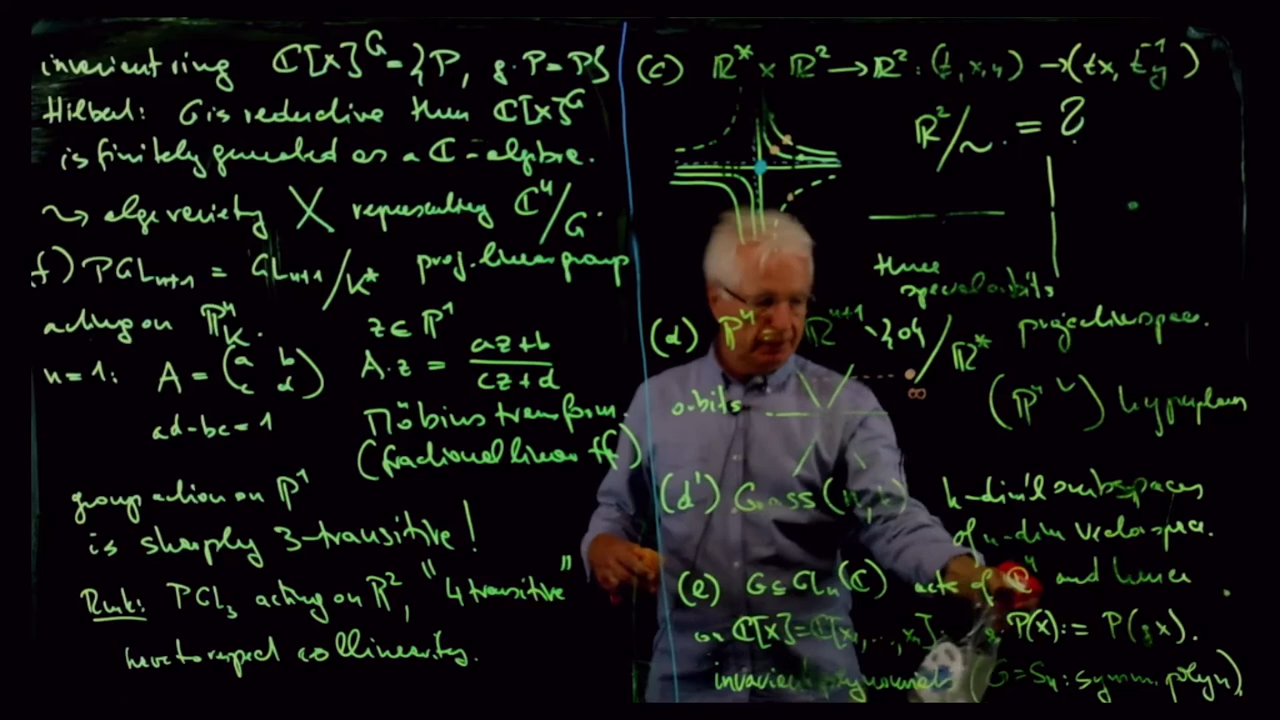 invariant ring ℂ[x]^G = {P, g·P = P}
Hilbert: G is reductive then ℂ[x]^G
is finitely generated as a ℂ-algebra.
⤳ alg. variety X representing ℂ^n/G.
f) PGL_{n+1} = GL_{n+1}/K* proj. linear group
acting on ℙ^n_K. z ∈ ℙ^1
n=1: A = (a b c d) A·z = (az+b)/(cz+d)
ad-bc=1 Möbius transform.
(fractional linear tf)
group action on ℙ^1
is sharply 3-transitive!
Rmk: PGL_3 acting on ℝ^2, "4 transitive"
have to respect collinearity.
(c) ℝ* × ℝ^2 → ℝ^2 : (t, x, y) → (tx, t^{-1}y)
ℝ^2/∼ = ?
three
special orbits
(d) ℙ^n = ℝ^{n+1} \ {0}/ℝ* projective space.
∞
orbits (ℙ^n ˅) hyperplanes
(d') Grass ( k-dim'l subspaces
of n-dim vectorspace.
(e) G ⊆ GL_n(ℂ) acts of ℂ^n and hence
on ℂ[x] = ℂ[x_1,...,x_n] P(x) := P(gx).
invariant polynomials (G = S_n: symm. polyn)